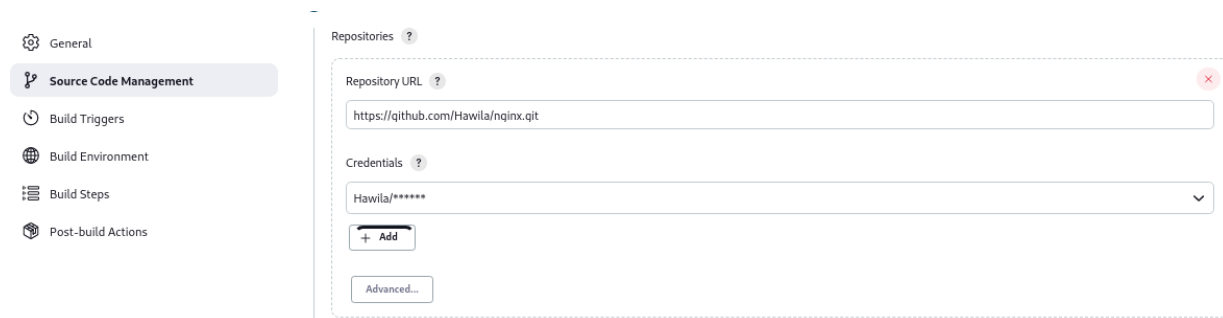 General
Source Code Management
Build Triggers
Build Environment
Build Steps
Post-build Actions
Repositories ?
Repository URL ?
https://github.com/Hawila/nginx.git
Credentials ?
Hawila/******
+ Add
Advanced...